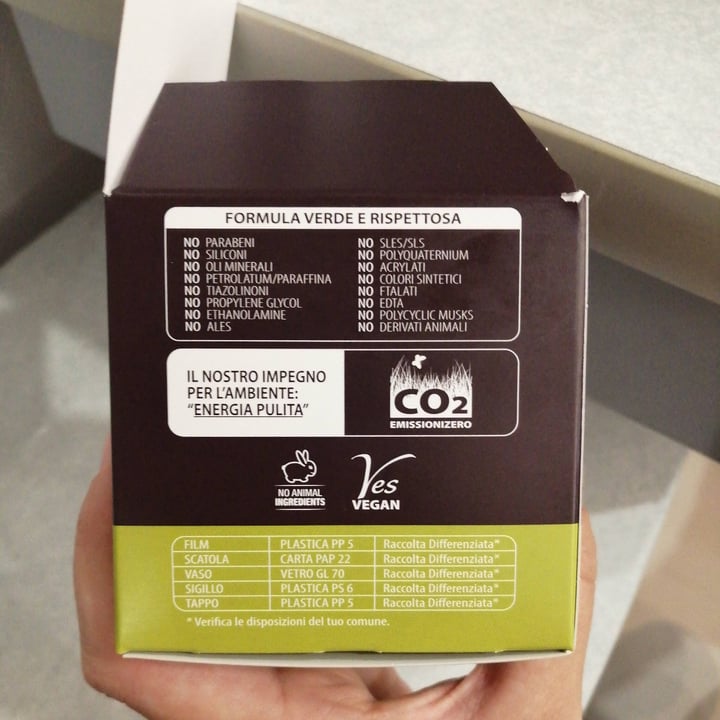 FORMULA VERDE E RISPETTOSA
NO PARABENI
NO SILICONI
NO OLI MINERALI
NO PETROLATUM/PARAFFINA
NO TIAZOLINONI
NO PROPYLENE GLYCOL
NO ETHANOLAMINE
NO ALES
NO SLES/SLS
NO POLYQUATERNIUM
NO ACRYLATI
NO COLORI SINTETICI
NO FTALATI
NO EDTA
NO POLYCYCLIC MUSKS
NO DERIVATI ANIMALI
IL NOSTRO IMPEGNO
PER L'AMBIENTE:
"ENERGIA PULITA"
CO2
EMISSIONIZERO
NO ANIMAL
INGREDIENTS
Yes
VEGAN
FILM PLASTICA PP 5 Raccolta Differenziata*
SCATOLA CARTA PAP 22 Raccolta Differenziata*
VASO VETRO GL 70 Raccolta Differenziata*
SIGILLO PLASTICA PS 6 Raccolta Differenziata*
TAPPO PLASTICA PP 5 Raccolta Differenziata*
* Verifica le disposizioni del tuo comune.